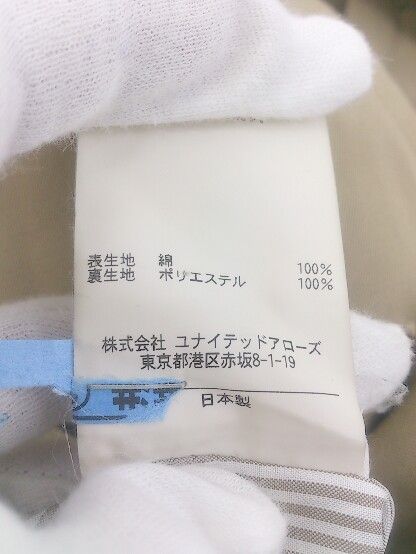 表生地 綿 100%
裏生地 ポリエステル 100%
株式会社 ユナイテッドアローズ
東京都港区赤坂8-1-19
日本製